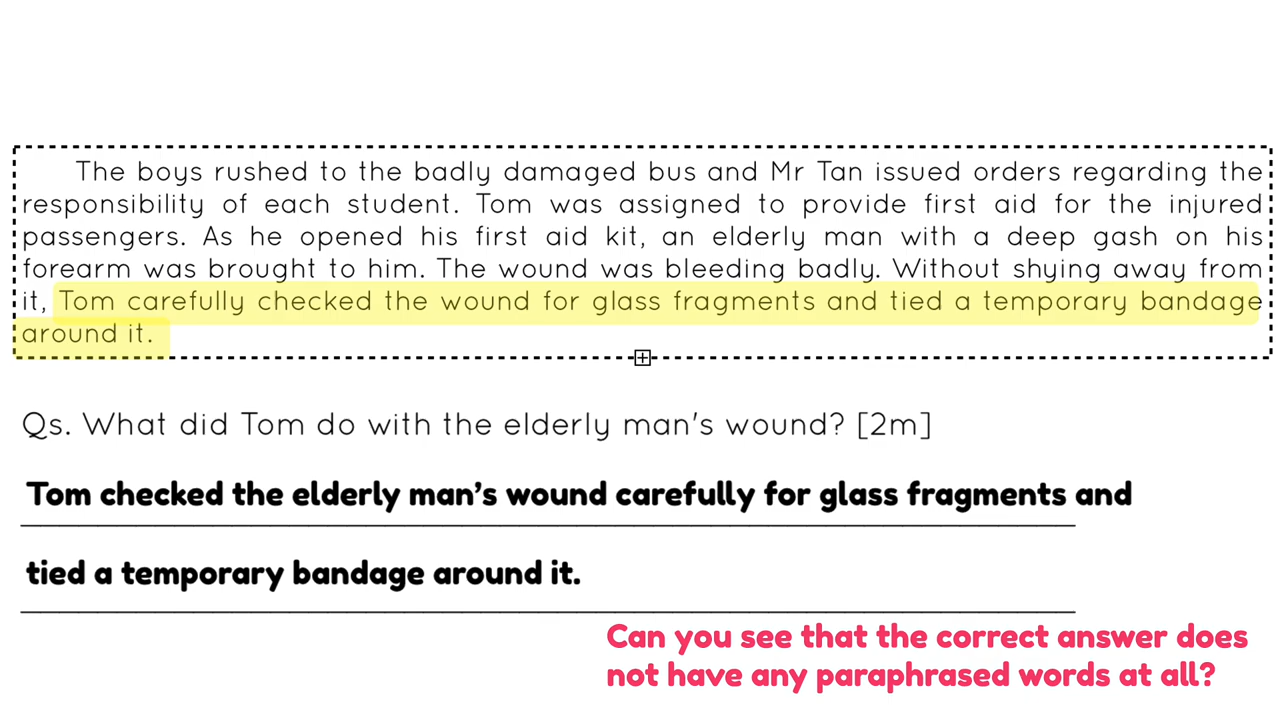 The boys rushed to the badly damaged bus and Mr Tan issued orders regarding the
responsibility of each student. Tom was assigned to provide first aid for the injured
passengers. As he opened his first aid kit, an elderly man with a deep gash on his
forearm was brought to him. The wound was bleeding badly. Without shying away from
it, Tom carefully checked the wound for glass fragments and tied a temporary bandage
around it.
Qs. What did Tom do with the elderly man's wound? [2m]
Tom checked the elderly man’s wound carefully for glass fragments and
tied a temporary bandage around it.
Can you see that the correct answer does
not have any paraphrased words at all?